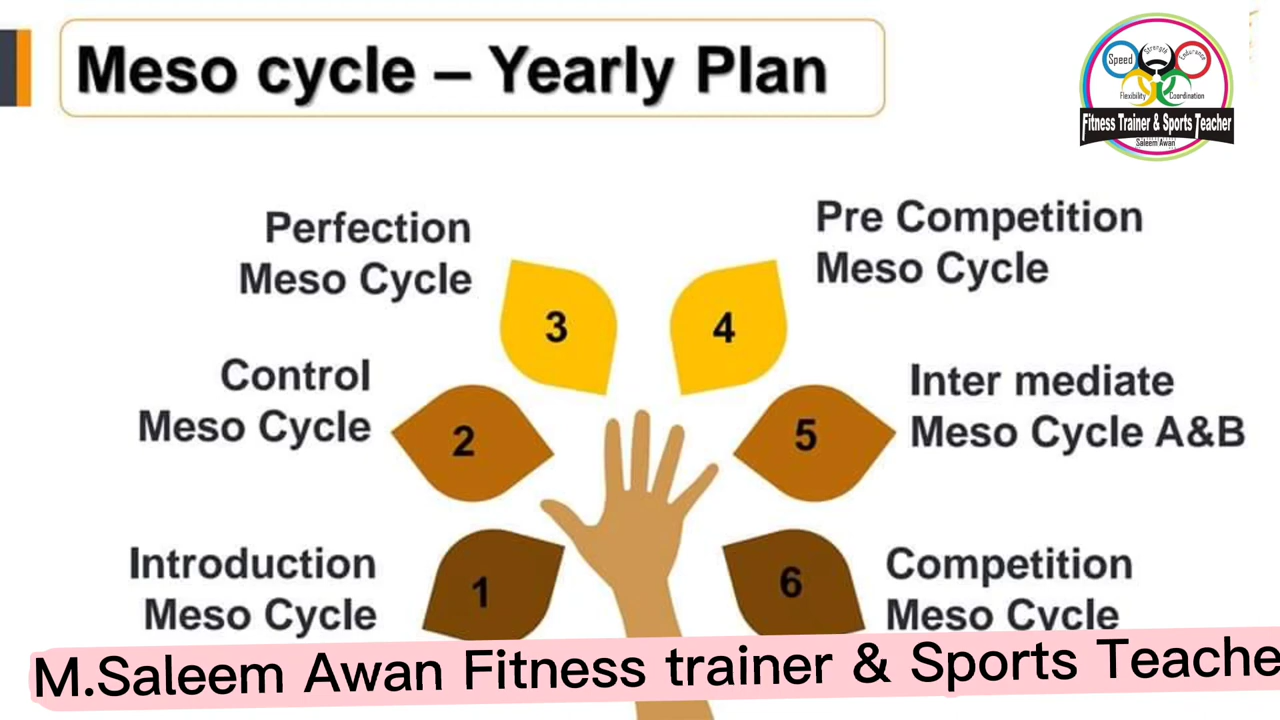 Meso cycle – Yearly Plan
Speed
Strength
Endurance
Flexibility
Coordination
Fitness Trainer & Sports Teacher
Saleem Awan
Perfection
Meso Cycle
3
Pre Competition
Meso Cycle
4
Control
Meso Cycle
2
Inter mediate
Meso Cycle A&B
5
Introduction
Meso Cycle
1
Competition
Meso Cycle
6
M.Saleem Awan Fitness trainer & Sports Teache